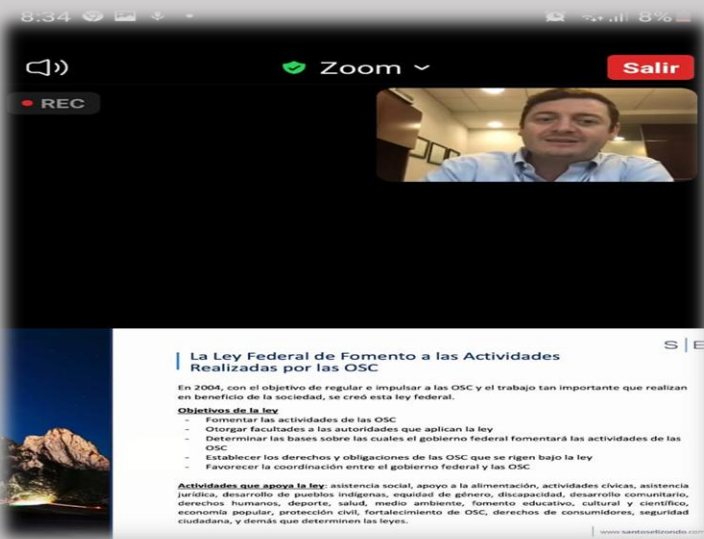 8:34 8%
Zoom Salir
REC
S|E
La Ley Federal de Fomento a las Actividades
Realizadas por las OSC
En 2004, con el objetivo de regular e impulsar a las OSC y el trabajo tan importante que realizan
en beneficio de la sociedad, se creó esta ley federal.
Objetivos de la ley
- Fomentar las actividades de las OSC
- Otorgar facultades a las autoridades que aplican la ley
- Determinar las bases sobre las cuales el gobierno federal fomentará las actividades de las
OSC
- Establecer los derechos y obligaciones de las OSC que se rigen bajo la ley
- Favorecer la coordinación entre el gobierno federal y las OSC
Actividades que apoya la ley: asistencia social, apoyo a la alimentación, actividades cívicas, asistencia
jurídica, desarrollo de pueblos indígenas, equidad de género, discapacidad, desarrollo comunitario,
derechos humanos, deporte, salud, medio ambiente, fomento educativo, cultural y científico,
economía popular, protección civil, fortalecimiento de OSC, derechos de consumidores, seguridad
ciudadana, y demás que determinen las leyes.
www.santoselizondo.com